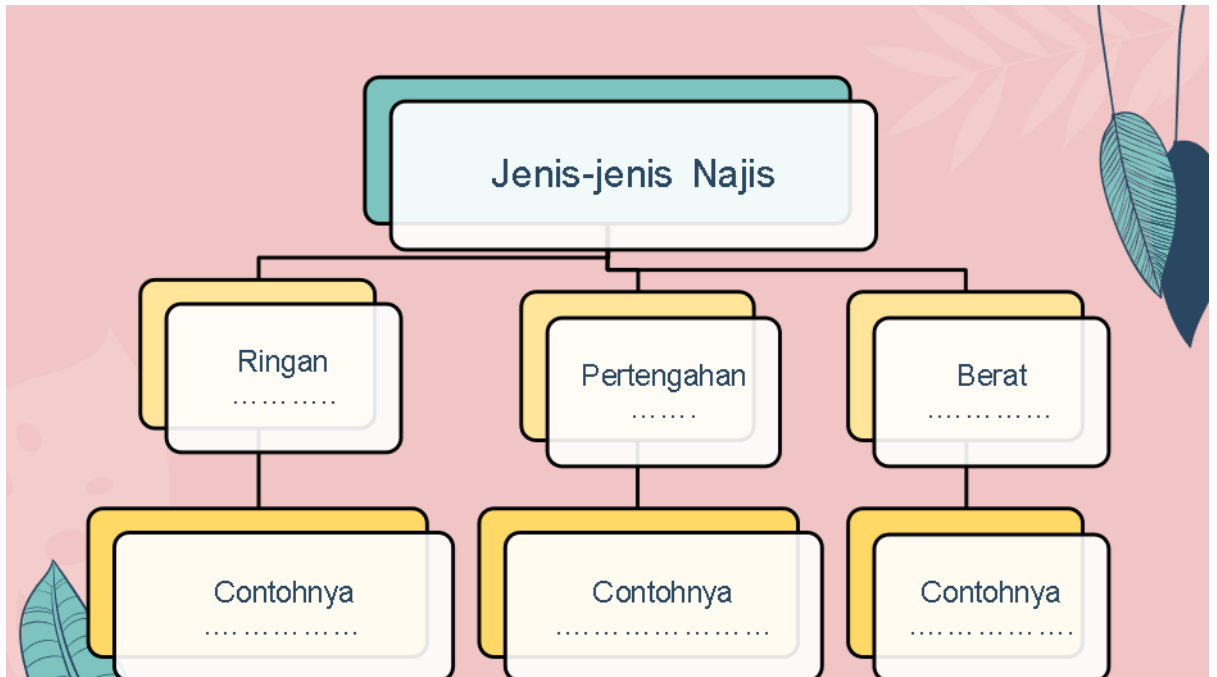 Jenis-jenis Najis
Ringan
………..
Pertengahan
…….
Berat
…………
Contohnya
……………
Contohnya
…………………
Contohnya
…………….